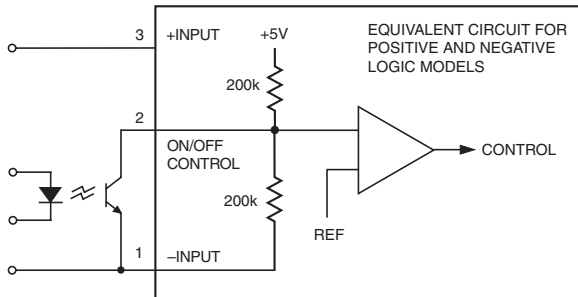 3
+INPUT
+5V
EQUIVALENT CIRCUIT FOR
POSITIVE AND NEGATIVE
LOGIC MODELS
200k
2
ON/OFF
CONTROL
CONTROL
200k
REF
1
–INPUT